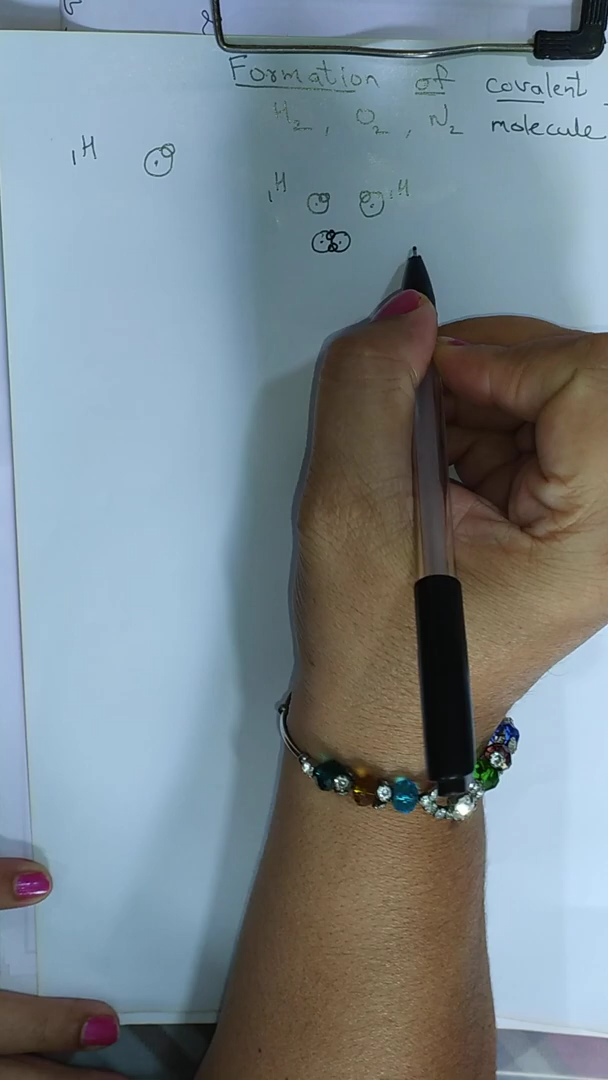 Formation of covalent
H₂, O₂, N₂ molecule
₁H
₁H ₁H